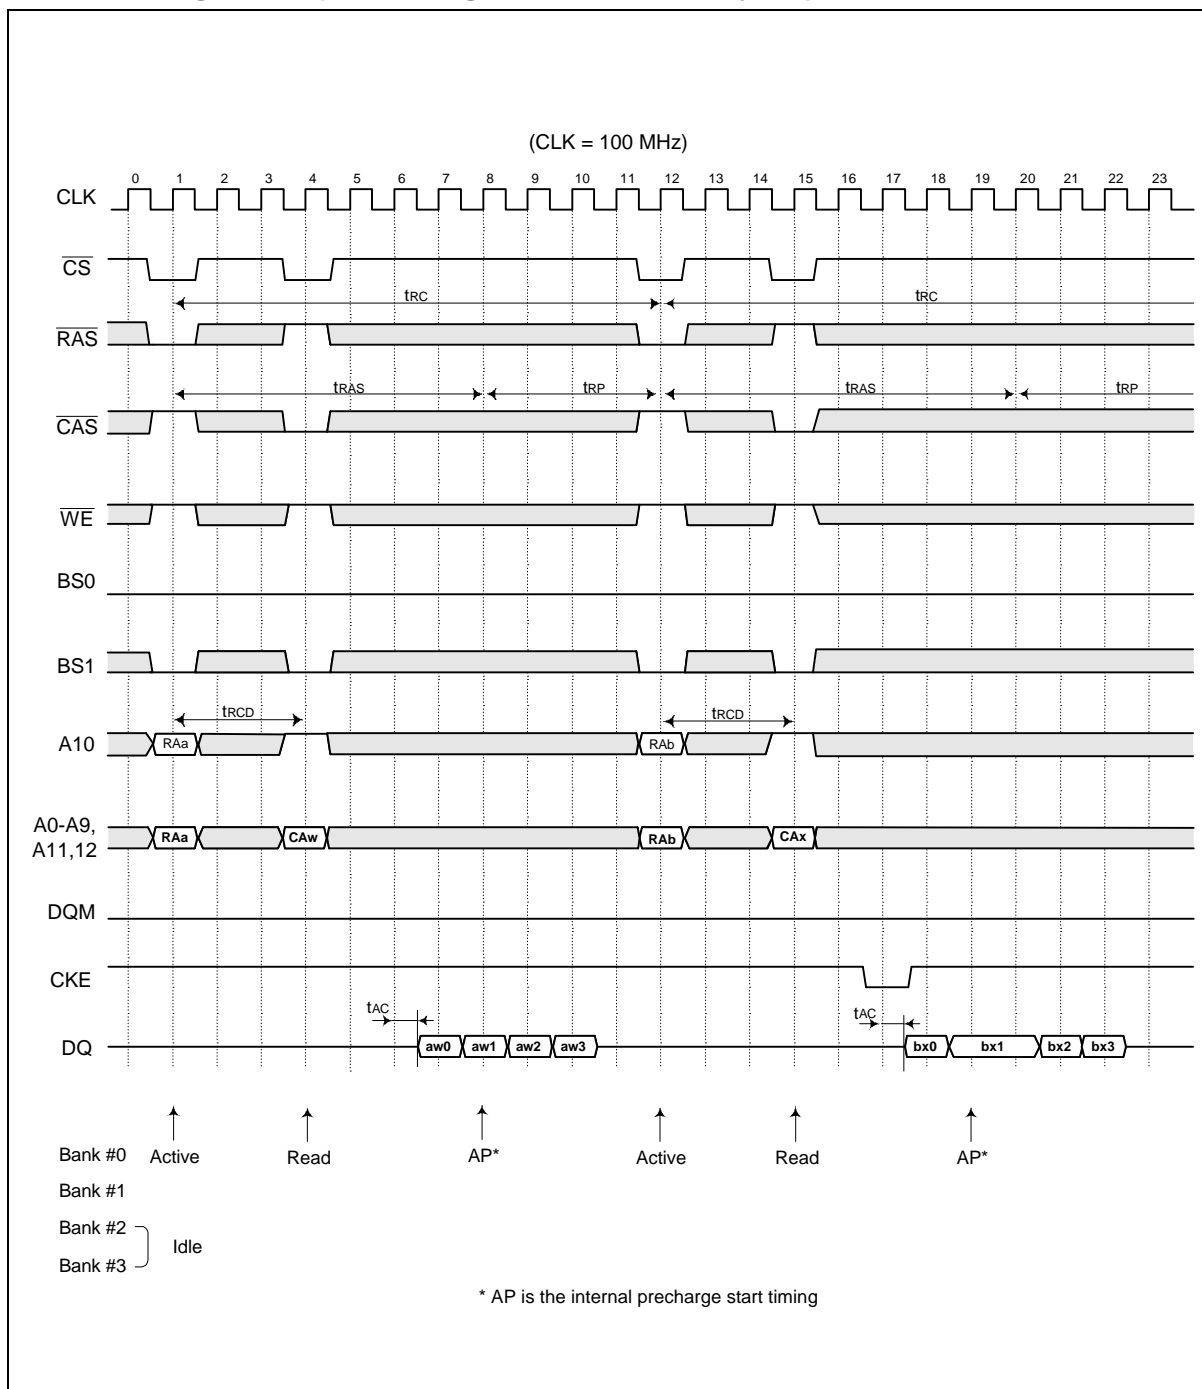 (CLK = 100 MHz)
0 1 2 3 4 5 6 7 8 9 10 11 12 13 14 15 16 17 18 19 20 21 22 23
CLK
CS
tRC tRC
RAS
tRAS tRP tRAS tRP
CAS
WE
BS0
BS1
tRCD tRCD
A10 RAa RAb
A0-A9,
A11,12
RAa CAw RAb CAx
DQM
CKE
tAC tAC
DQ aw0 aw1 aw2 aw3 bx0 bx1 bx2 bx3
Bank #0 Active Read AP* Active Read AP*
Bank #1
Bank #2
Idle
Bank #3
* AP is the internal precharge start timing